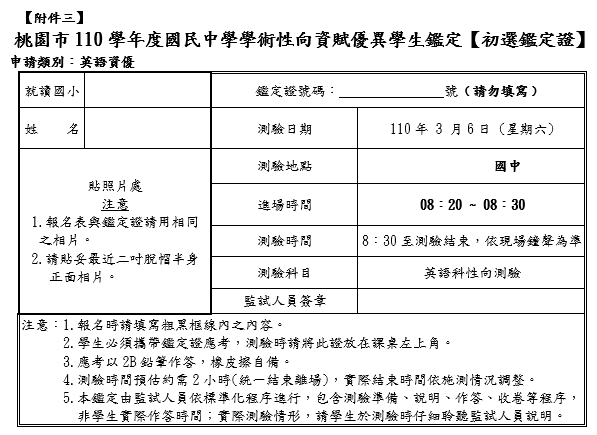 【附件三】
桃園市 110 學年度國民中學學術性向資賦優異學生鑑定【初選鑑定證】
申請類別：英語資優
就讀國小
鑑定證號碼：____________號（請勿填寫）
姓　　名
測驗日期
110 年 3 月 6 日（星期六）
貼照片處
注意
1.報名表與鑑定證請用相同
之相片。
2.請貼妥最近二吋脫帽半身
正面相片。
測驗地點
國中
進場時間
08：20 ~ 08：30
測驗時間
8：30 至測驗結束，依現場鐘聲為準
測驗科目
英語科性向測驗
監試人員簽章
注意：1.報名時請填寫粗黑框線內之內容。
2.學生必須攜帶鑑定證應考，測驗時請將此證放在課桌左上角。
3.應考以 2B 鉛筆作答，橡皮擦自備。
4.測驗時間預估約需 2 小時(統一結束離場)，實際結束時間依施測情況調整。
5.本鑑定由監試人員依標準化程序進行，包含測驗準備、說明、作答、收卷等程序，
非學生實際作答時間；實際測驗情形，請學生於測驗時仔細聆聽監試人員說明。